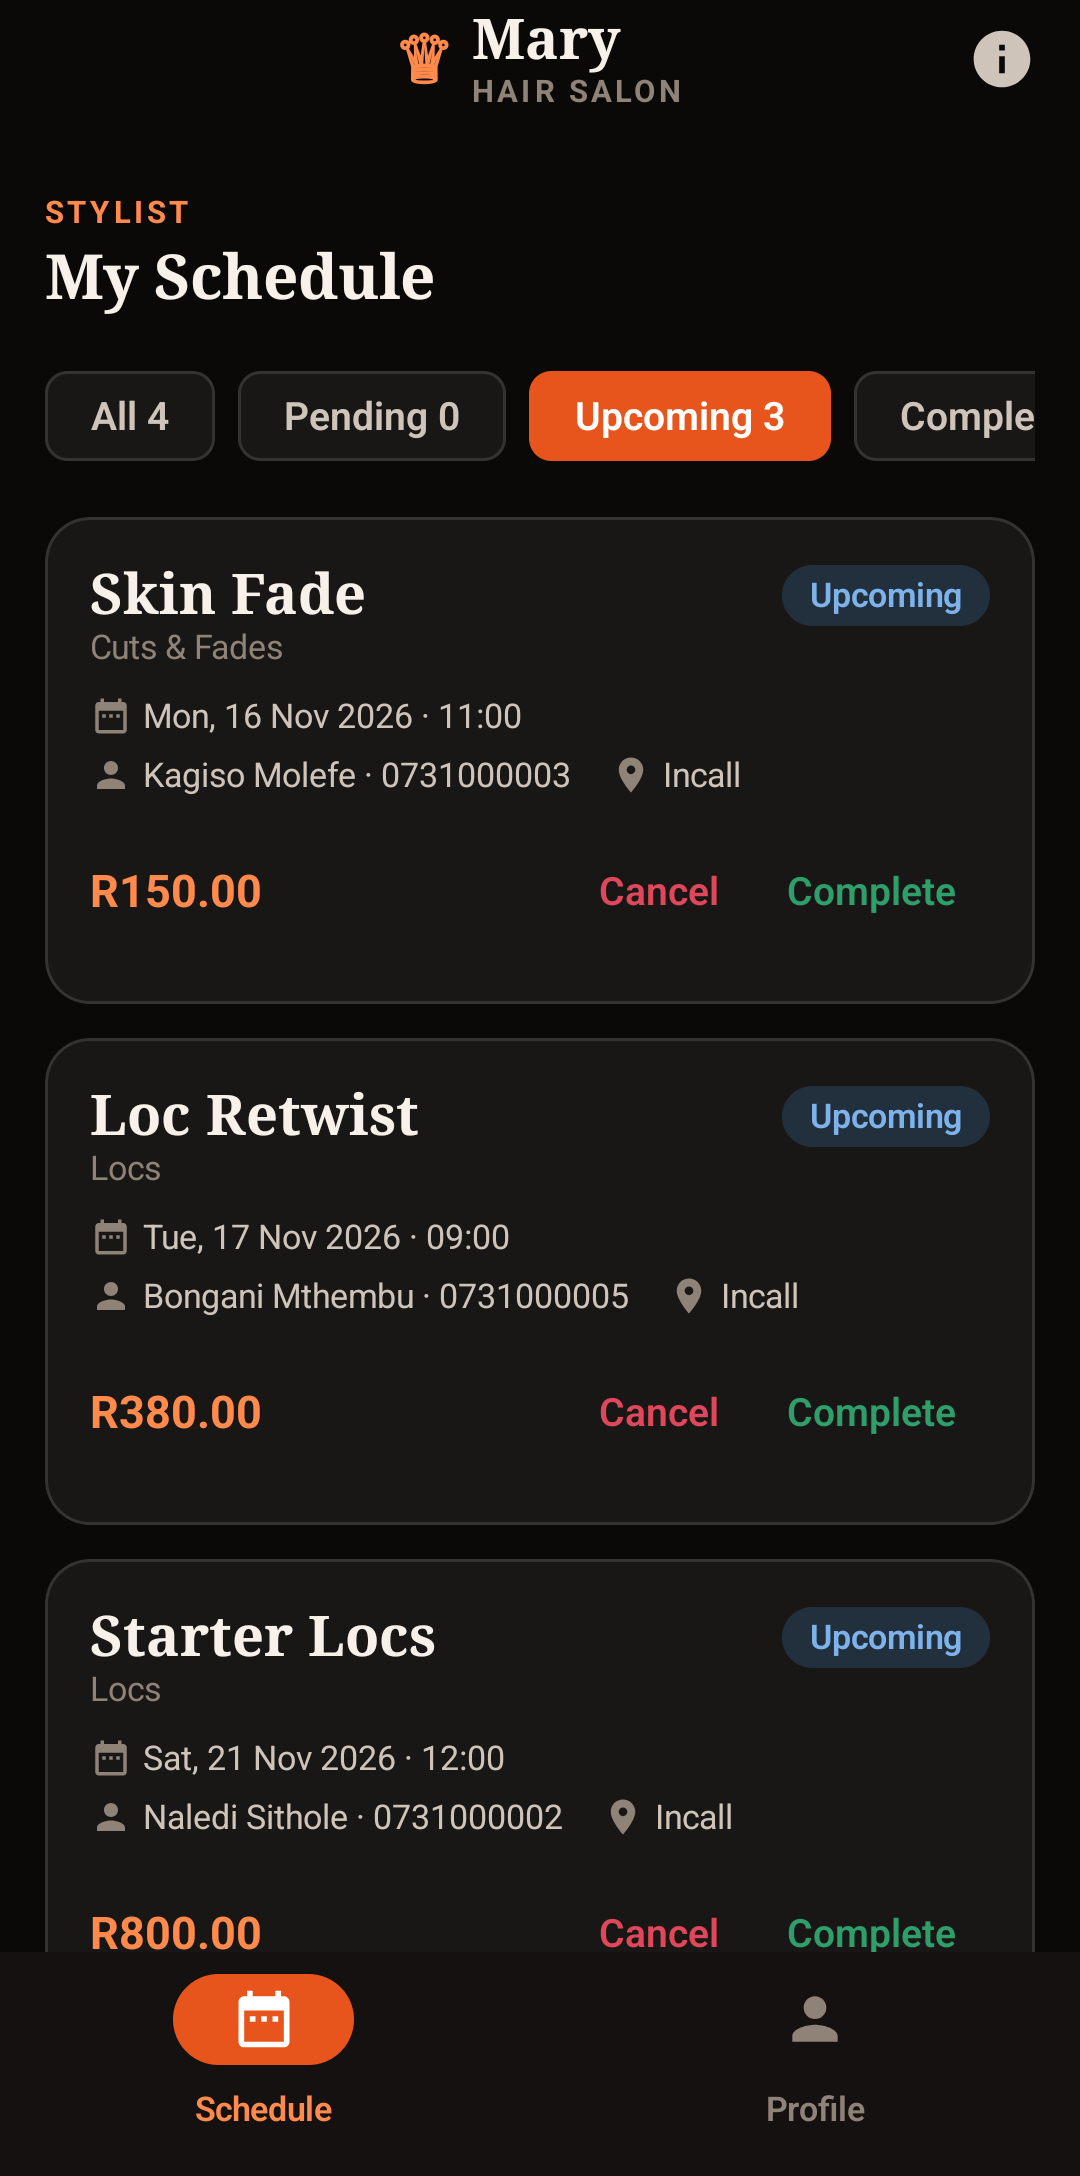 Mary
HAIR SALON
STYLIST
My Schedule
All 4
Pending 0
Upcoming 3
Comple
Skin Fade
Upcoming
Cuts & Fades
Mon, 16 Nov 2026 · 11:00
Kagiso Molefe · 0731000003
Incall
R150.00
Cancel
Complete
Loc Retwist
Upcoming
Locs
Tue, 17 Nov 2026 · 09:00
Bongani Mthembu · 0731000005
Incall
R380.00
Cancel
Complete
Starter Locs
Upcoming
Locs
Sat, 21 Nov 2026 · 12:00
Naledi Sithole · 0731000002
Incall
R800.00
Cancel
Complete
Schedule
Profile